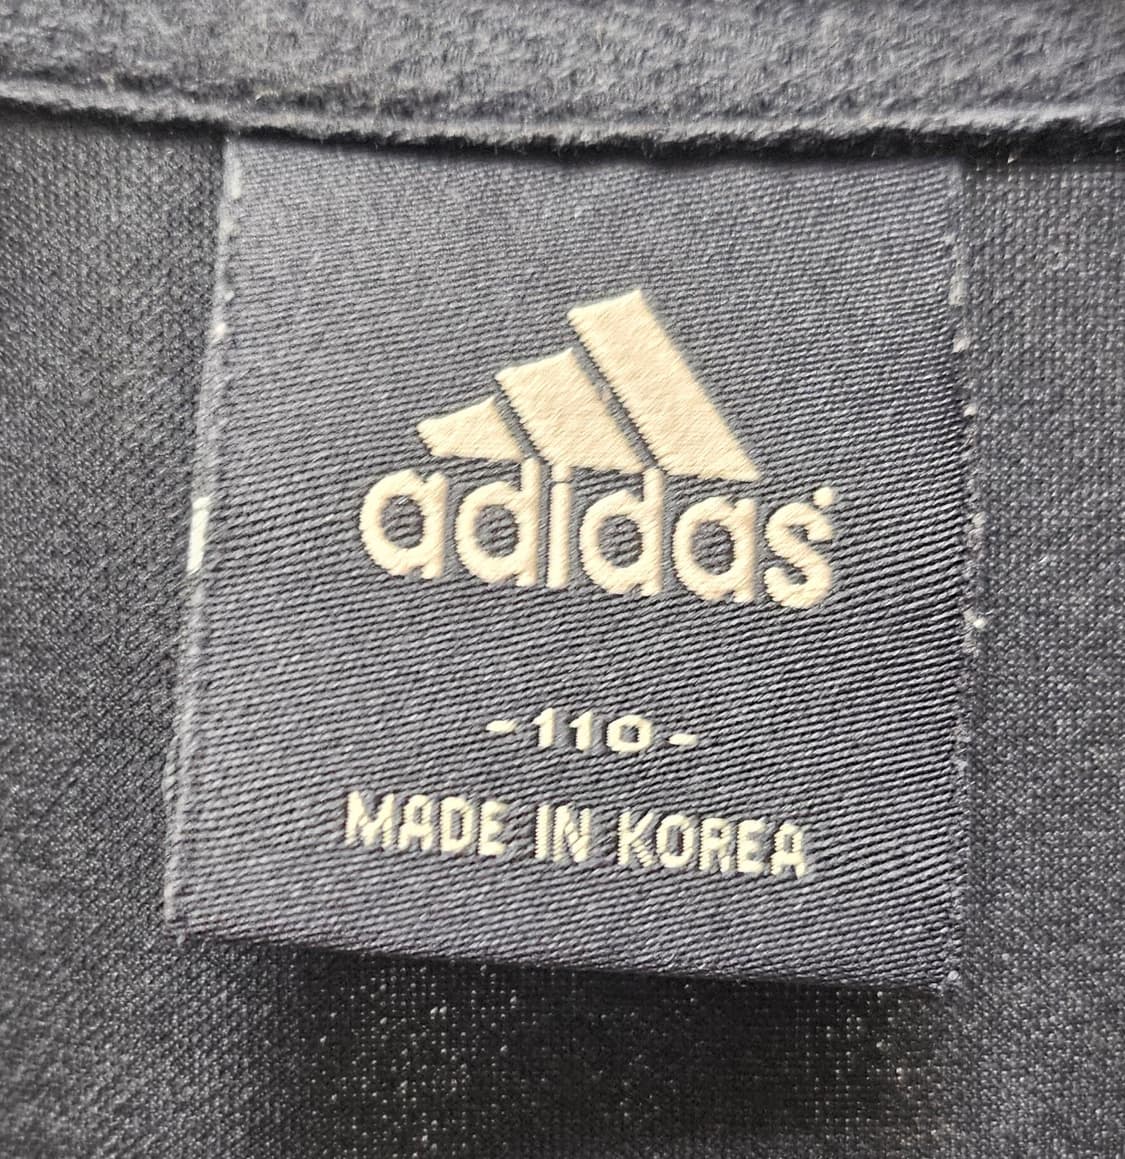 adidas
-110-
MADE IN KOREA